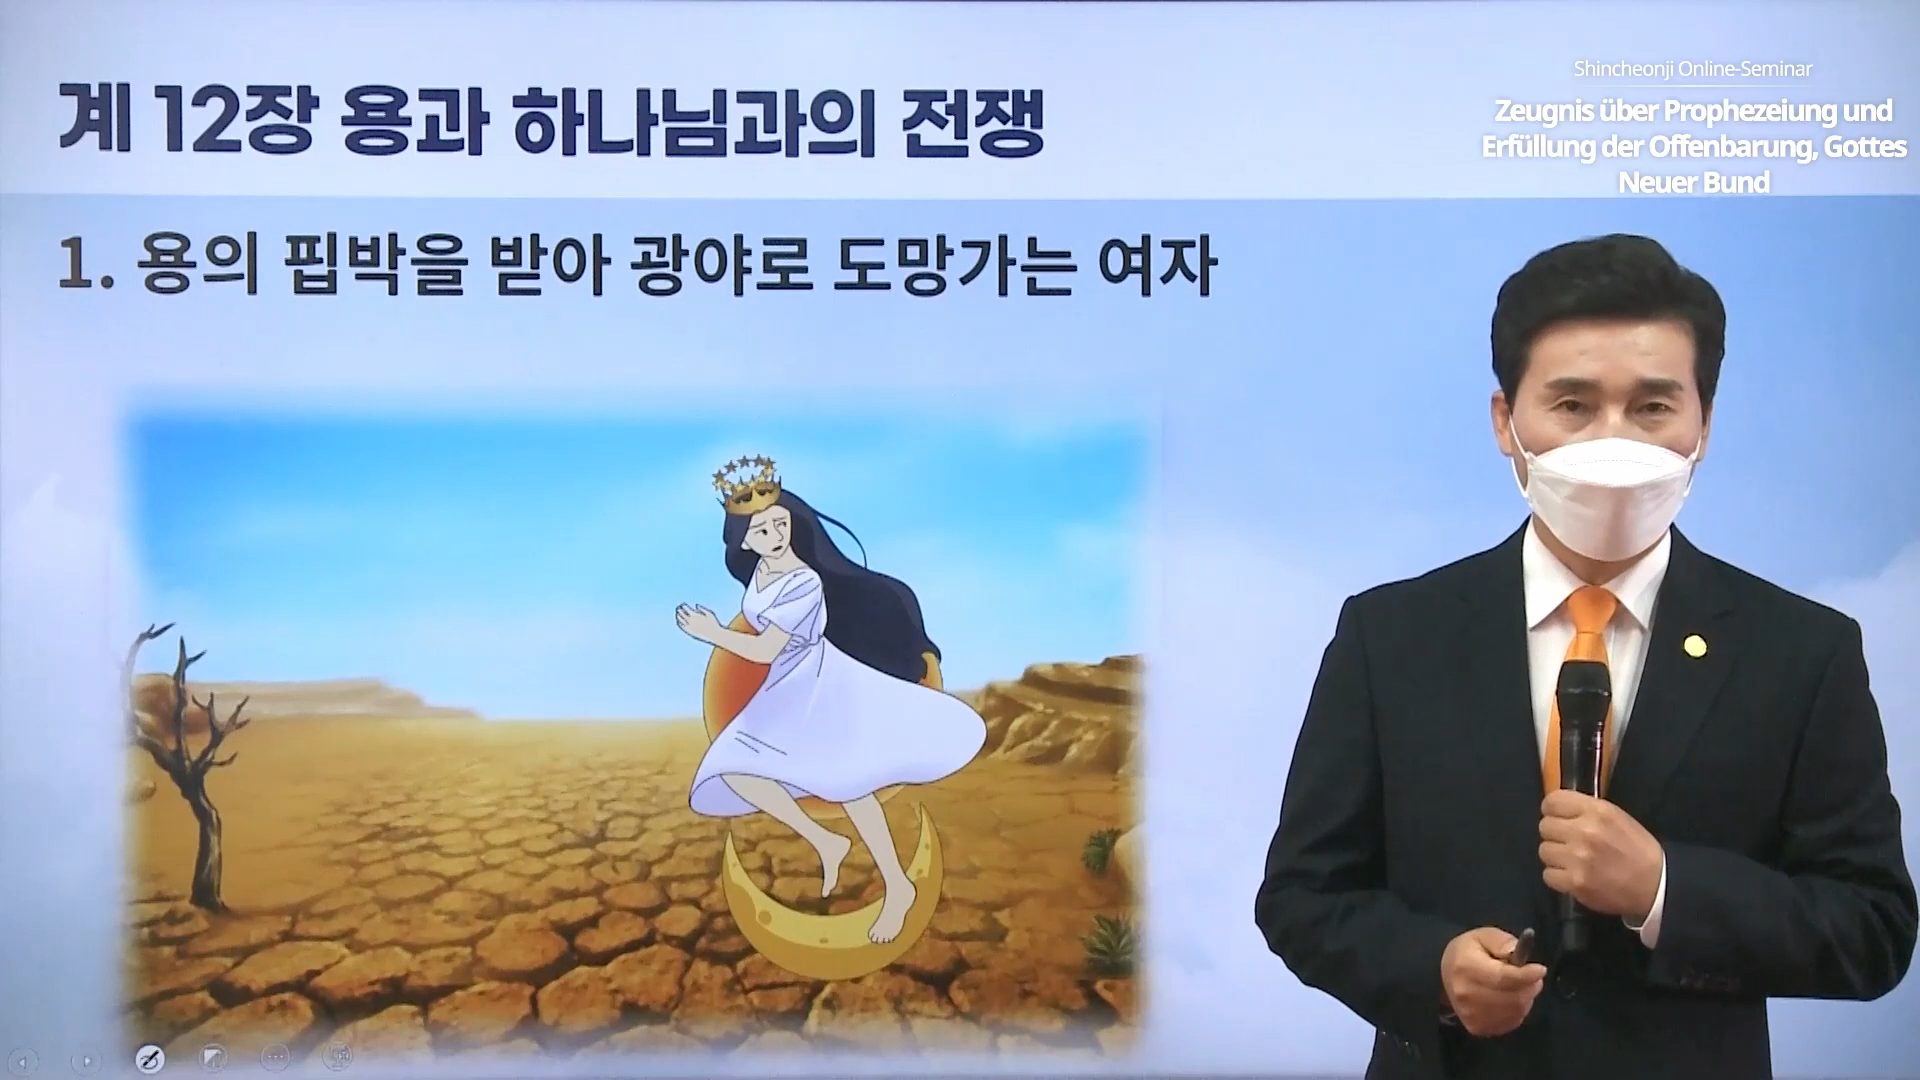 계 12장 용과 하나님과의 전쟁
Shincheonji Online-Seminar
Zeugnis über Prophezeiung und
Erfüllung der Offenbarung, Gottes
Neuer Bund
1. 용의 핍박을 받아 광야로 도망가는 여자